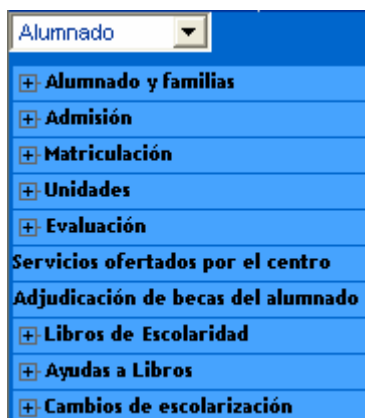 Alumnado
Alumnado y familias
Admisión
Matriculación
Unidades
Evaluación
Servicios ofertados por el centro
Adjudicación de becas del alumnado
Libros de Escolaridad
Ayudas a Libros
Cambios de escolarización